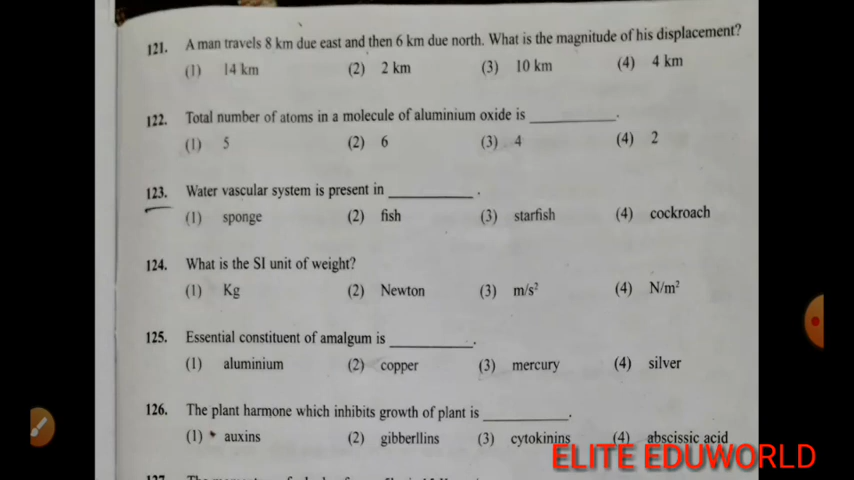 121. A man travels 8 km due east and then 6 km due north. What is the magnitude of his displacement?
(1) 14 km (2) 2 km (3) 10 km (4) 4 km
122. Total number of atoms in a molecule of aluminium oxide is ____________.
(1) 5 (2) 6 (3) 4 (4) 2
123. Water vascular system is present in ____________ .
(1) sponge (2) fish (3) starfish (4) cockroach
124. What is the SI unit of weight?
(1) Kg (2) Newton (3) m/s² (4) N/m²
125. Essential constituent of amalgum is ____________.
(1) aluminium (2) copper (3) mercury (4) silver
126. The plant harmone which inhibits growth of plant is ____________.
(1) auxins (2) gibberllins (3) cytokinins (4) abscissic acid
ELITE EDUWORLD